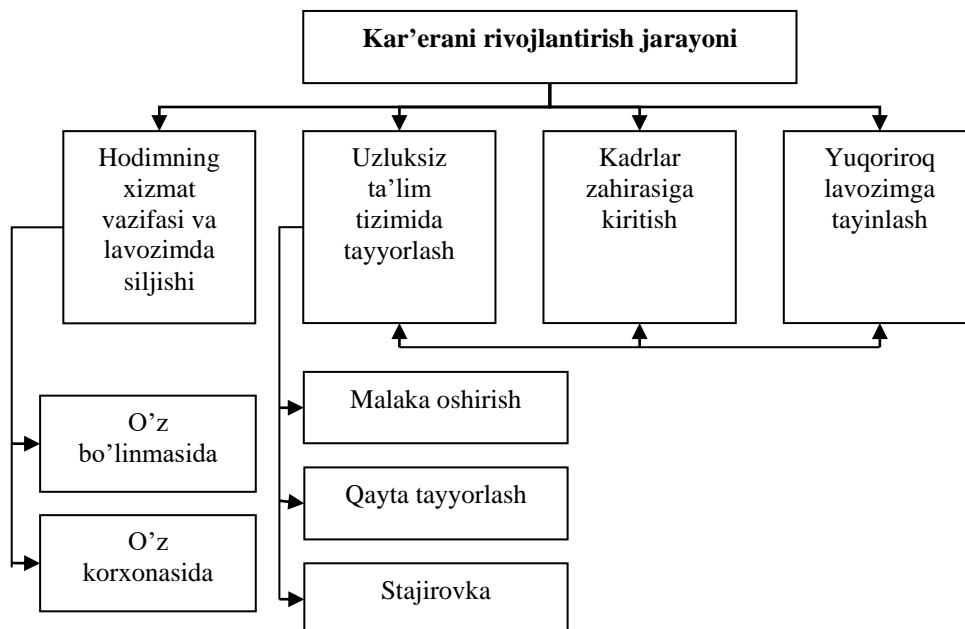 Kar’erani rivojlantirish jarayoni
Hodimning
xizmat
vazifasi va
lavozimda
siljishi
Uzluksiz
ta’lim
tizimida
tayyorlash
Kadrlar
zahirasiga
kiritish
Yuqoriroq
lavozimga
tayinlash
O’z
bo’linmasida
O’z
korxonasida
Malaka oshirish
Qayta tayyorlash
Stajirovka